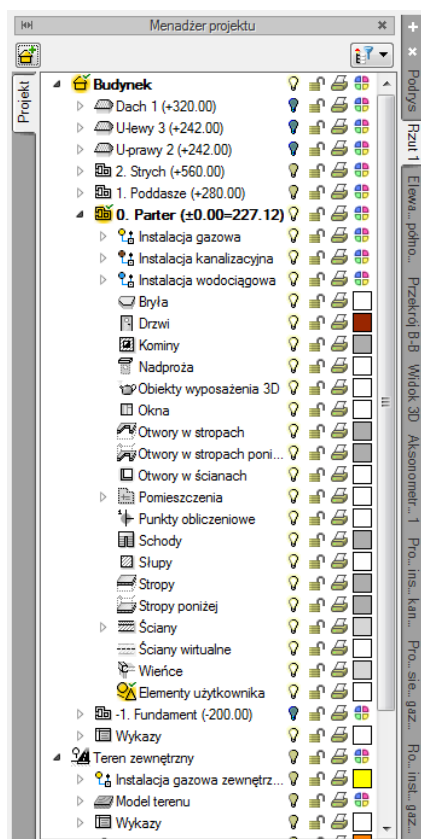 Menadżer projektu
Projekt
Budynek
Dach 1 (+320.00)
U-lewy 3 (+242.00)
U-prawy 2 (+242.00)
2. Strych (+560.00)
1. Poddasze (+280.00)
0. Parter (±0.00=227.12)
Instalacja gazowa
Instalacja kanalizacyjna
Instalacja wodociągowa
Bryła
Drzwi
Kominy
Nadproża
Obiekty wyposażenia 3D
Okna
Otwory w stropach
Otwory w stropach poni...
Otwory w ścianach
Pomieszczenia
Punkty obliczeniowe
Schody
Słupy
Stropy
Stropy poniżej
Ściany
Ściany wirtualne
Wieńce
Elementy użytkownika
-1. Fundament (-200.00)
Wykazy
Teren zewnętrzny
Instalacja gazowa zewnętrz...
Model terenu
Wykazy
Podrys
Rzut 1
Elewa... półno...
Przekrój B-B
Widok 3D
Aksonometr... 1
Pro... ins... kan...
Pro... sie... gaz...
Ro... inst... gaz...